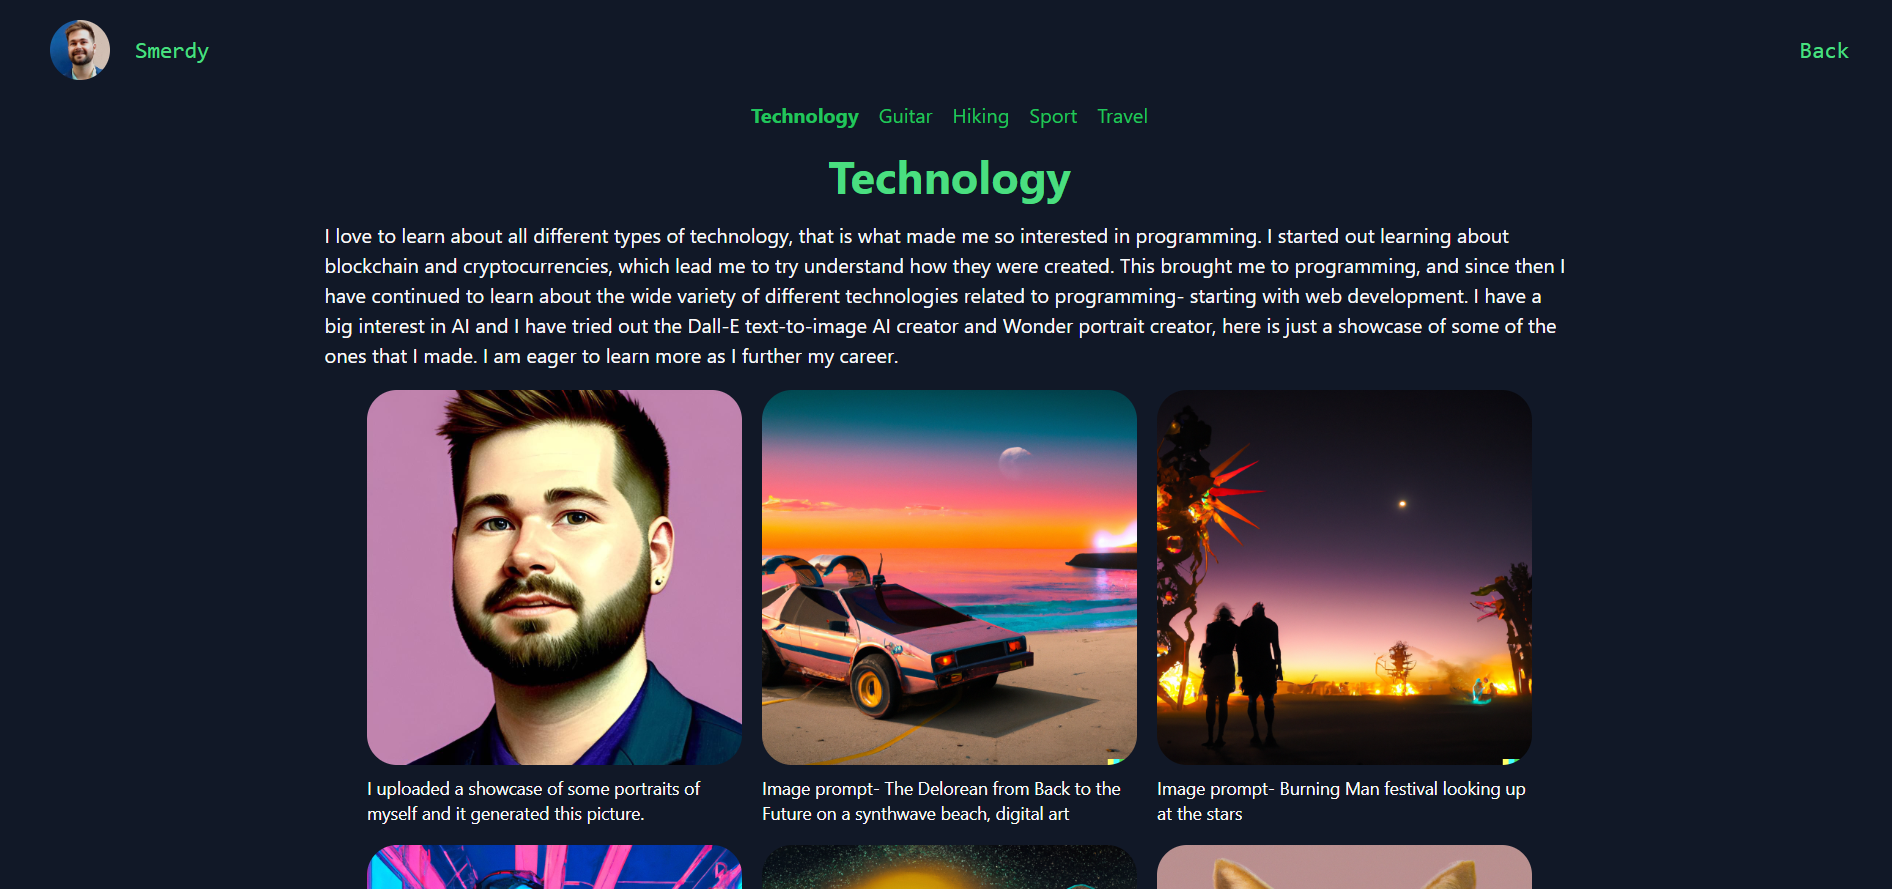 Smerdy
Back
Technology Guitar Hiking Sport Travel
Technology
I love to learn about all different types of technology, that is what made me so interested in programming. I started out learning about
blockchain and cryptocurrencies, which lead me to try understand how they were created. This brought me to programming, and since then I
have continued to learn about the wide variety of different technologies related to programming- starting with web development. I have a
big interest in AI and I have tried out the Dall-E text-to-image AI creator and Wonder portrait creator, here is just a showcase of some of the
ones that I made. I am eager to learn more as I further my career.
I uploaded a showcase of some portraits of
myself and it generated this picture.
Image prompt- The Delorean from Back to the
Future on a synthwave beach, digital art
Image prompt- Burning Man festival looking up
at the stars